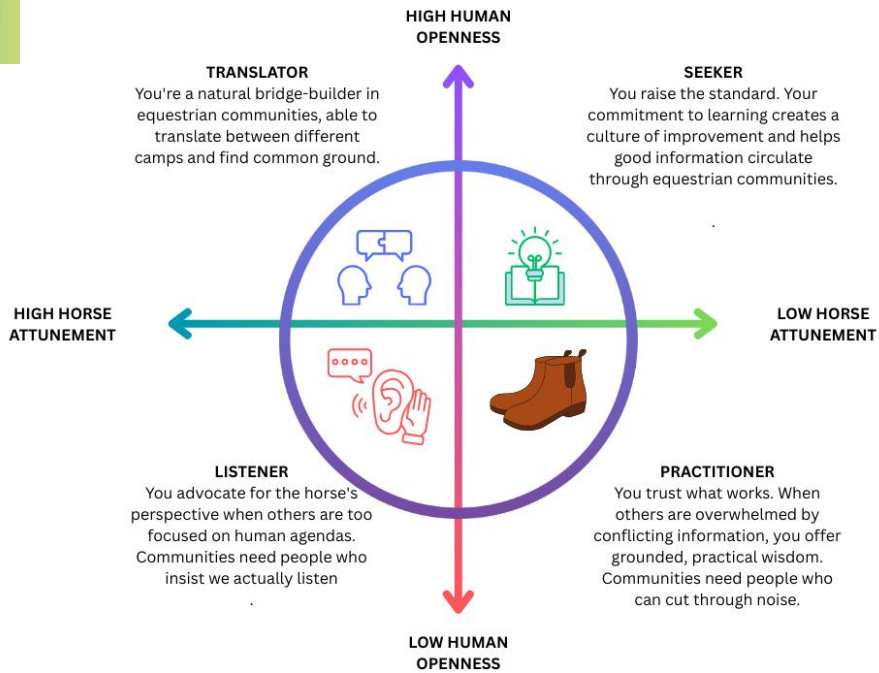 HIGH HUMAN
OPENNESS
TRANSLATOR
You're a natural bridge-builder in
equestrian communities, able to
translate between different
camps and find common ground.
SEEKER
You raise the standard. Your
commitment to learning creates a
culture of improvement and helps
good information circulate
through equestrian communities.
.
HIGH HORSE
ATTUNEMENT
LOW HORSE
ATTUNEMENT
LISTENER
You advocate for the horse's
perspective when others are too
focused on human agendas.
Communities need people who
insist we actually listen
.
PRACTITIONER
You trust what works. When
others are overwhelmed by
conflicting information, you offer
grounded, practical wisdom.
Communities need people who
can cut through noise.
LOW HUMAN
OPENNESS